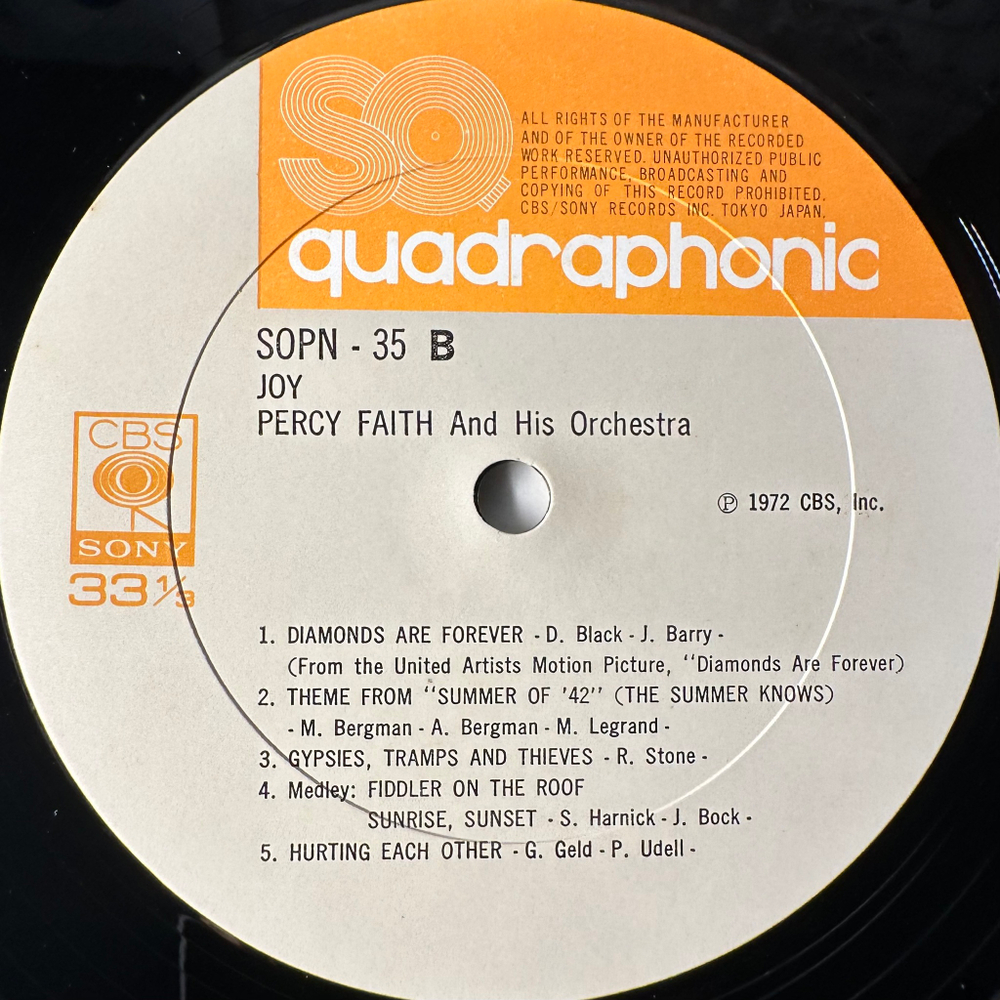 SQ
ALL RIGHTS OF THE MANUFACTURER
AND OF THE OWNER OF THE RECORDED
WORK RESERVED. UNAUTHORIZED PUBLIC
PERFORMANCE, BROADCASTING AND
COPYING OF THIS RECORD PROHIBITED.
CBS/SONY RECORDS INC. TOKYO JAPAN.
quadraphonic
SOPN - 35 B
JOY
PERCY FAITH And His Orchestra
CBS
SONY
33 1/3
℗ 1972 CBS, Inc.
1. DIAMONDS ARE FOREVER - D. Black - J. Barry -
(From the United Artists Motion Picture, “Diamonds Are Forever)
2. THEME FROM “SUMMER OF '42” (THE SUMMER KNOWS)
- M. Bergman - A. Bergman - M. Legrand -
3. GYPSIES, TRAMPS AND THIEVES - R. Stone -
4. Medley: FIDDLER ON THE ROOF
SUNRISE, SUNSET - S. Harnick - J. Bock -
5. HURTING EACH OTHER - G. Geld - P. Udell -